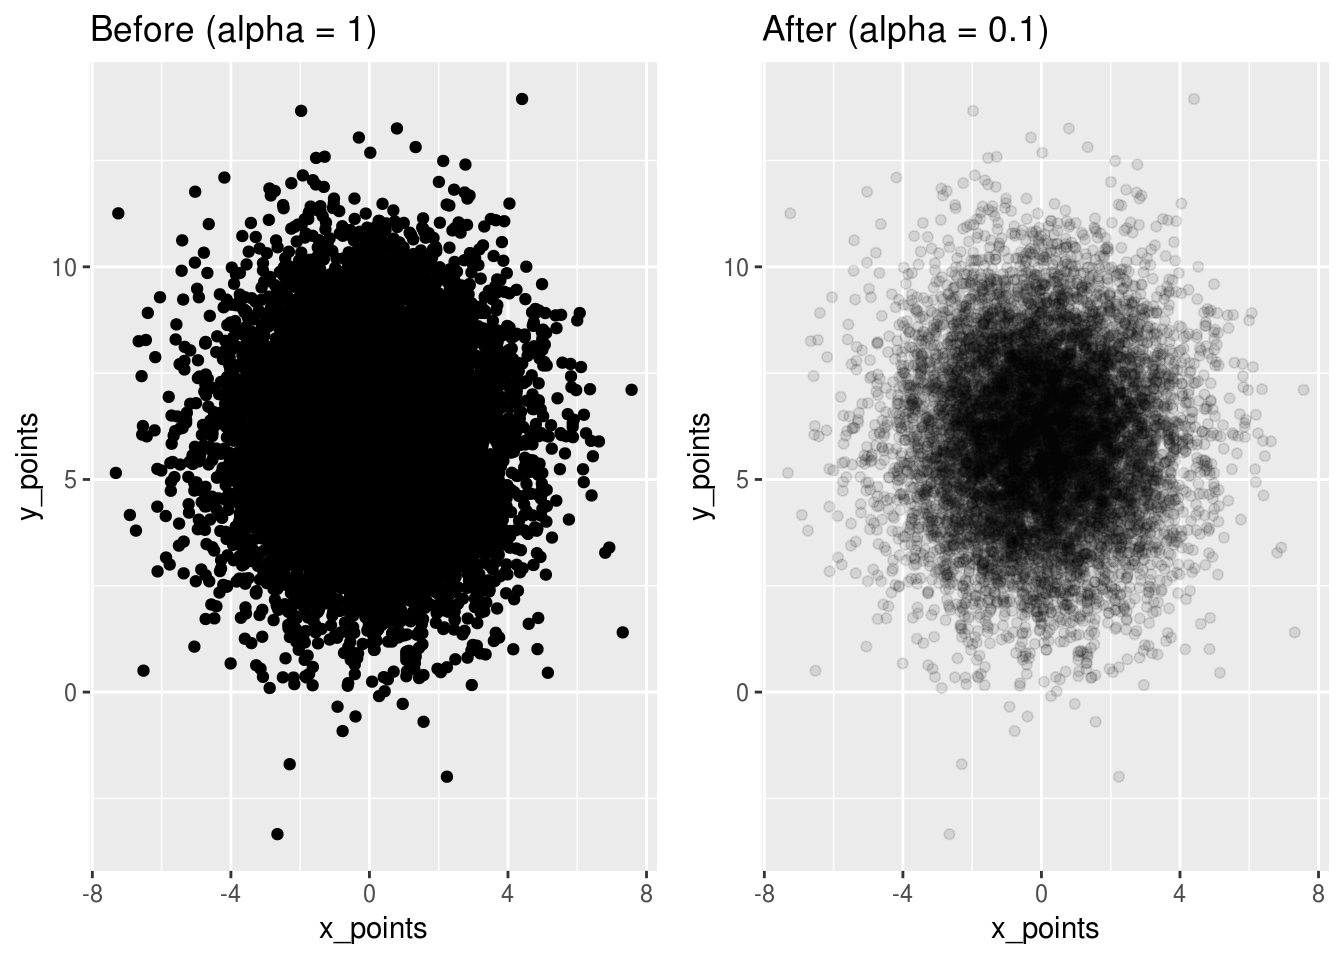 Before (alpha = 1)
y_points
10
5
0
-8 -4 0 4 8
x_points
After (alpha = 0.1)
y_points
10
5
0
-8 -4 0 4 8
x_points